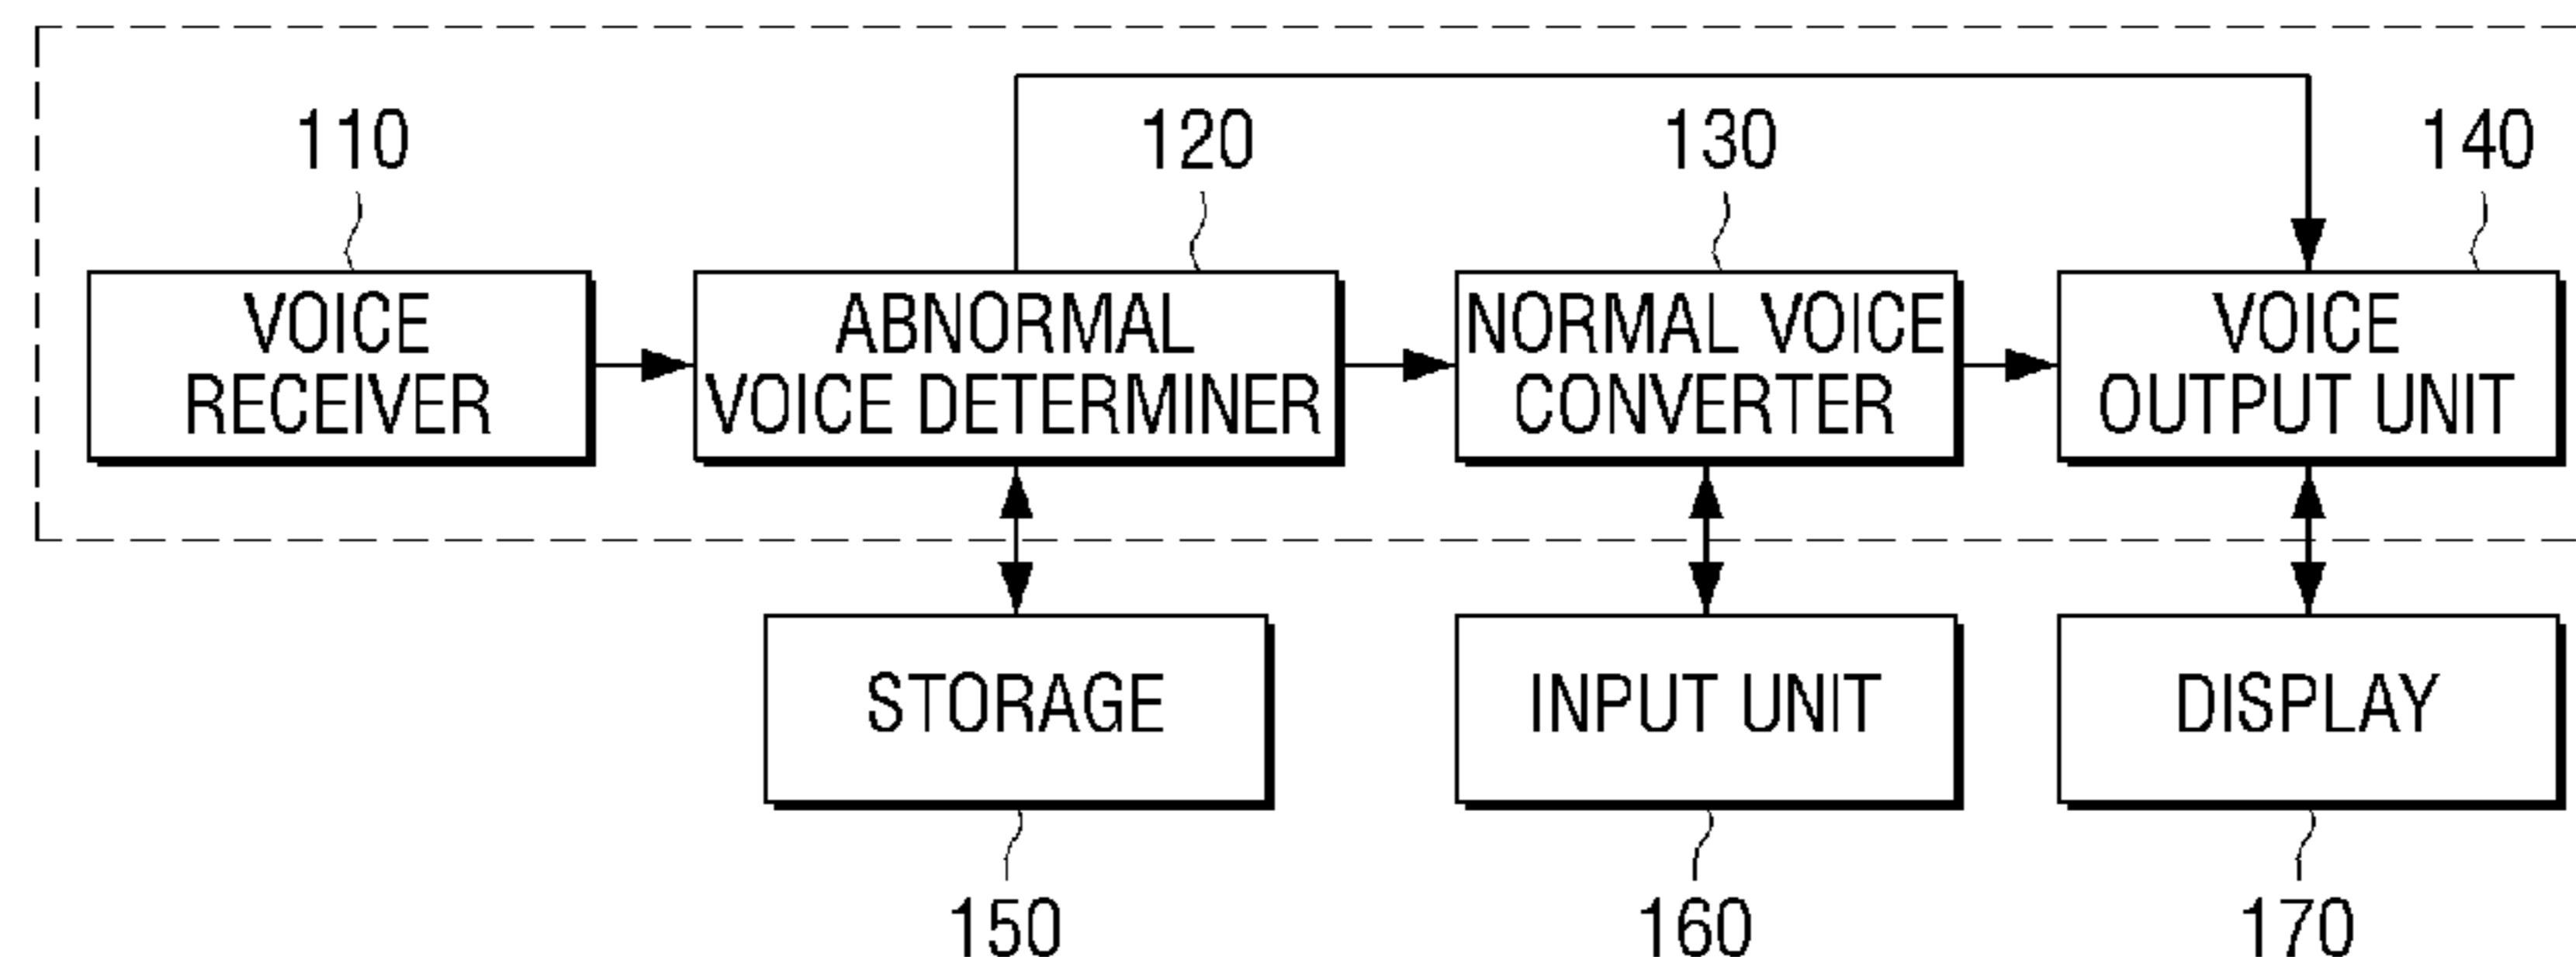 110
120
130
140
VOICE
RECEIVER
ABNORMAL
VOICE DETERMINER
NORMAL VOICE
CONVERTER
VOICE
OUTPUT UNIT
STORAGE
INPUT UNIT
DISPLAY
150
160
170